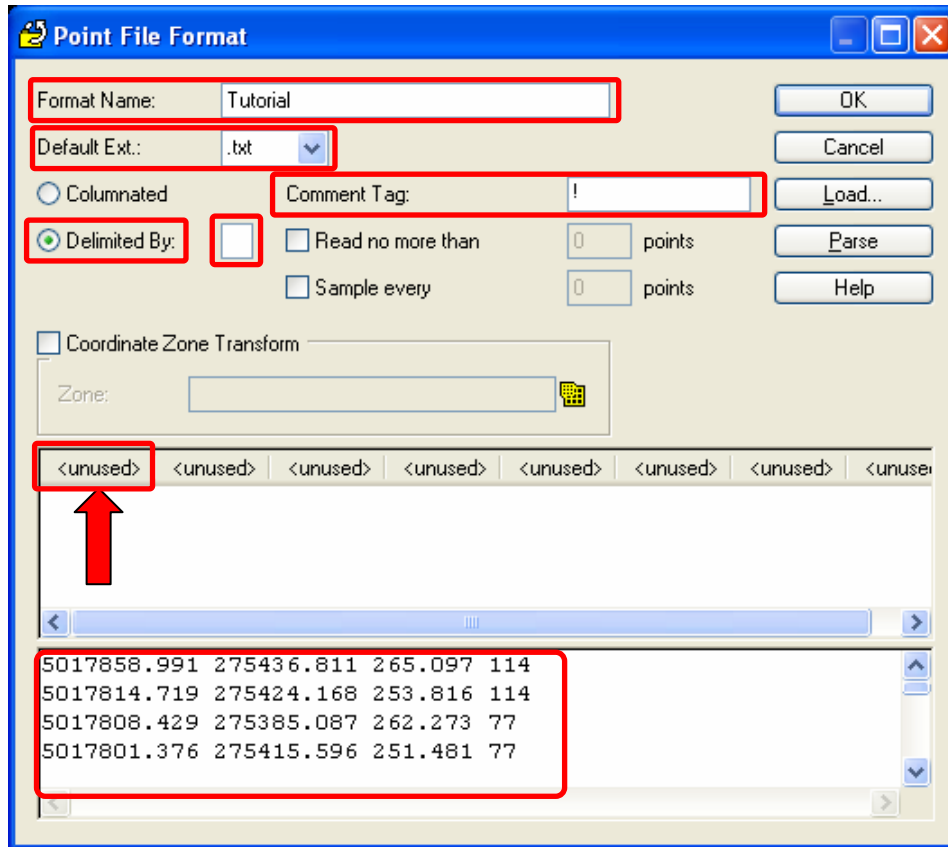 Point File Format
Format Name: Tutorial OK
Default Ext.: .txt Cancel
Columnated Comment Tag: ! Load...
Delimited By: Read no more than 0 points Parse
Sample every 0 points Help
Coordinate Zone Transform
Zone:
<unused> <unused> <unused> <unused> <unused> <unused> <unused> <unused
5017858.991 275436.811 265.097 114
5017814.719 275424.168 253.816 114
5017808.429 275385.087 262.273 77
5017801.376 275415.596 251.481 77